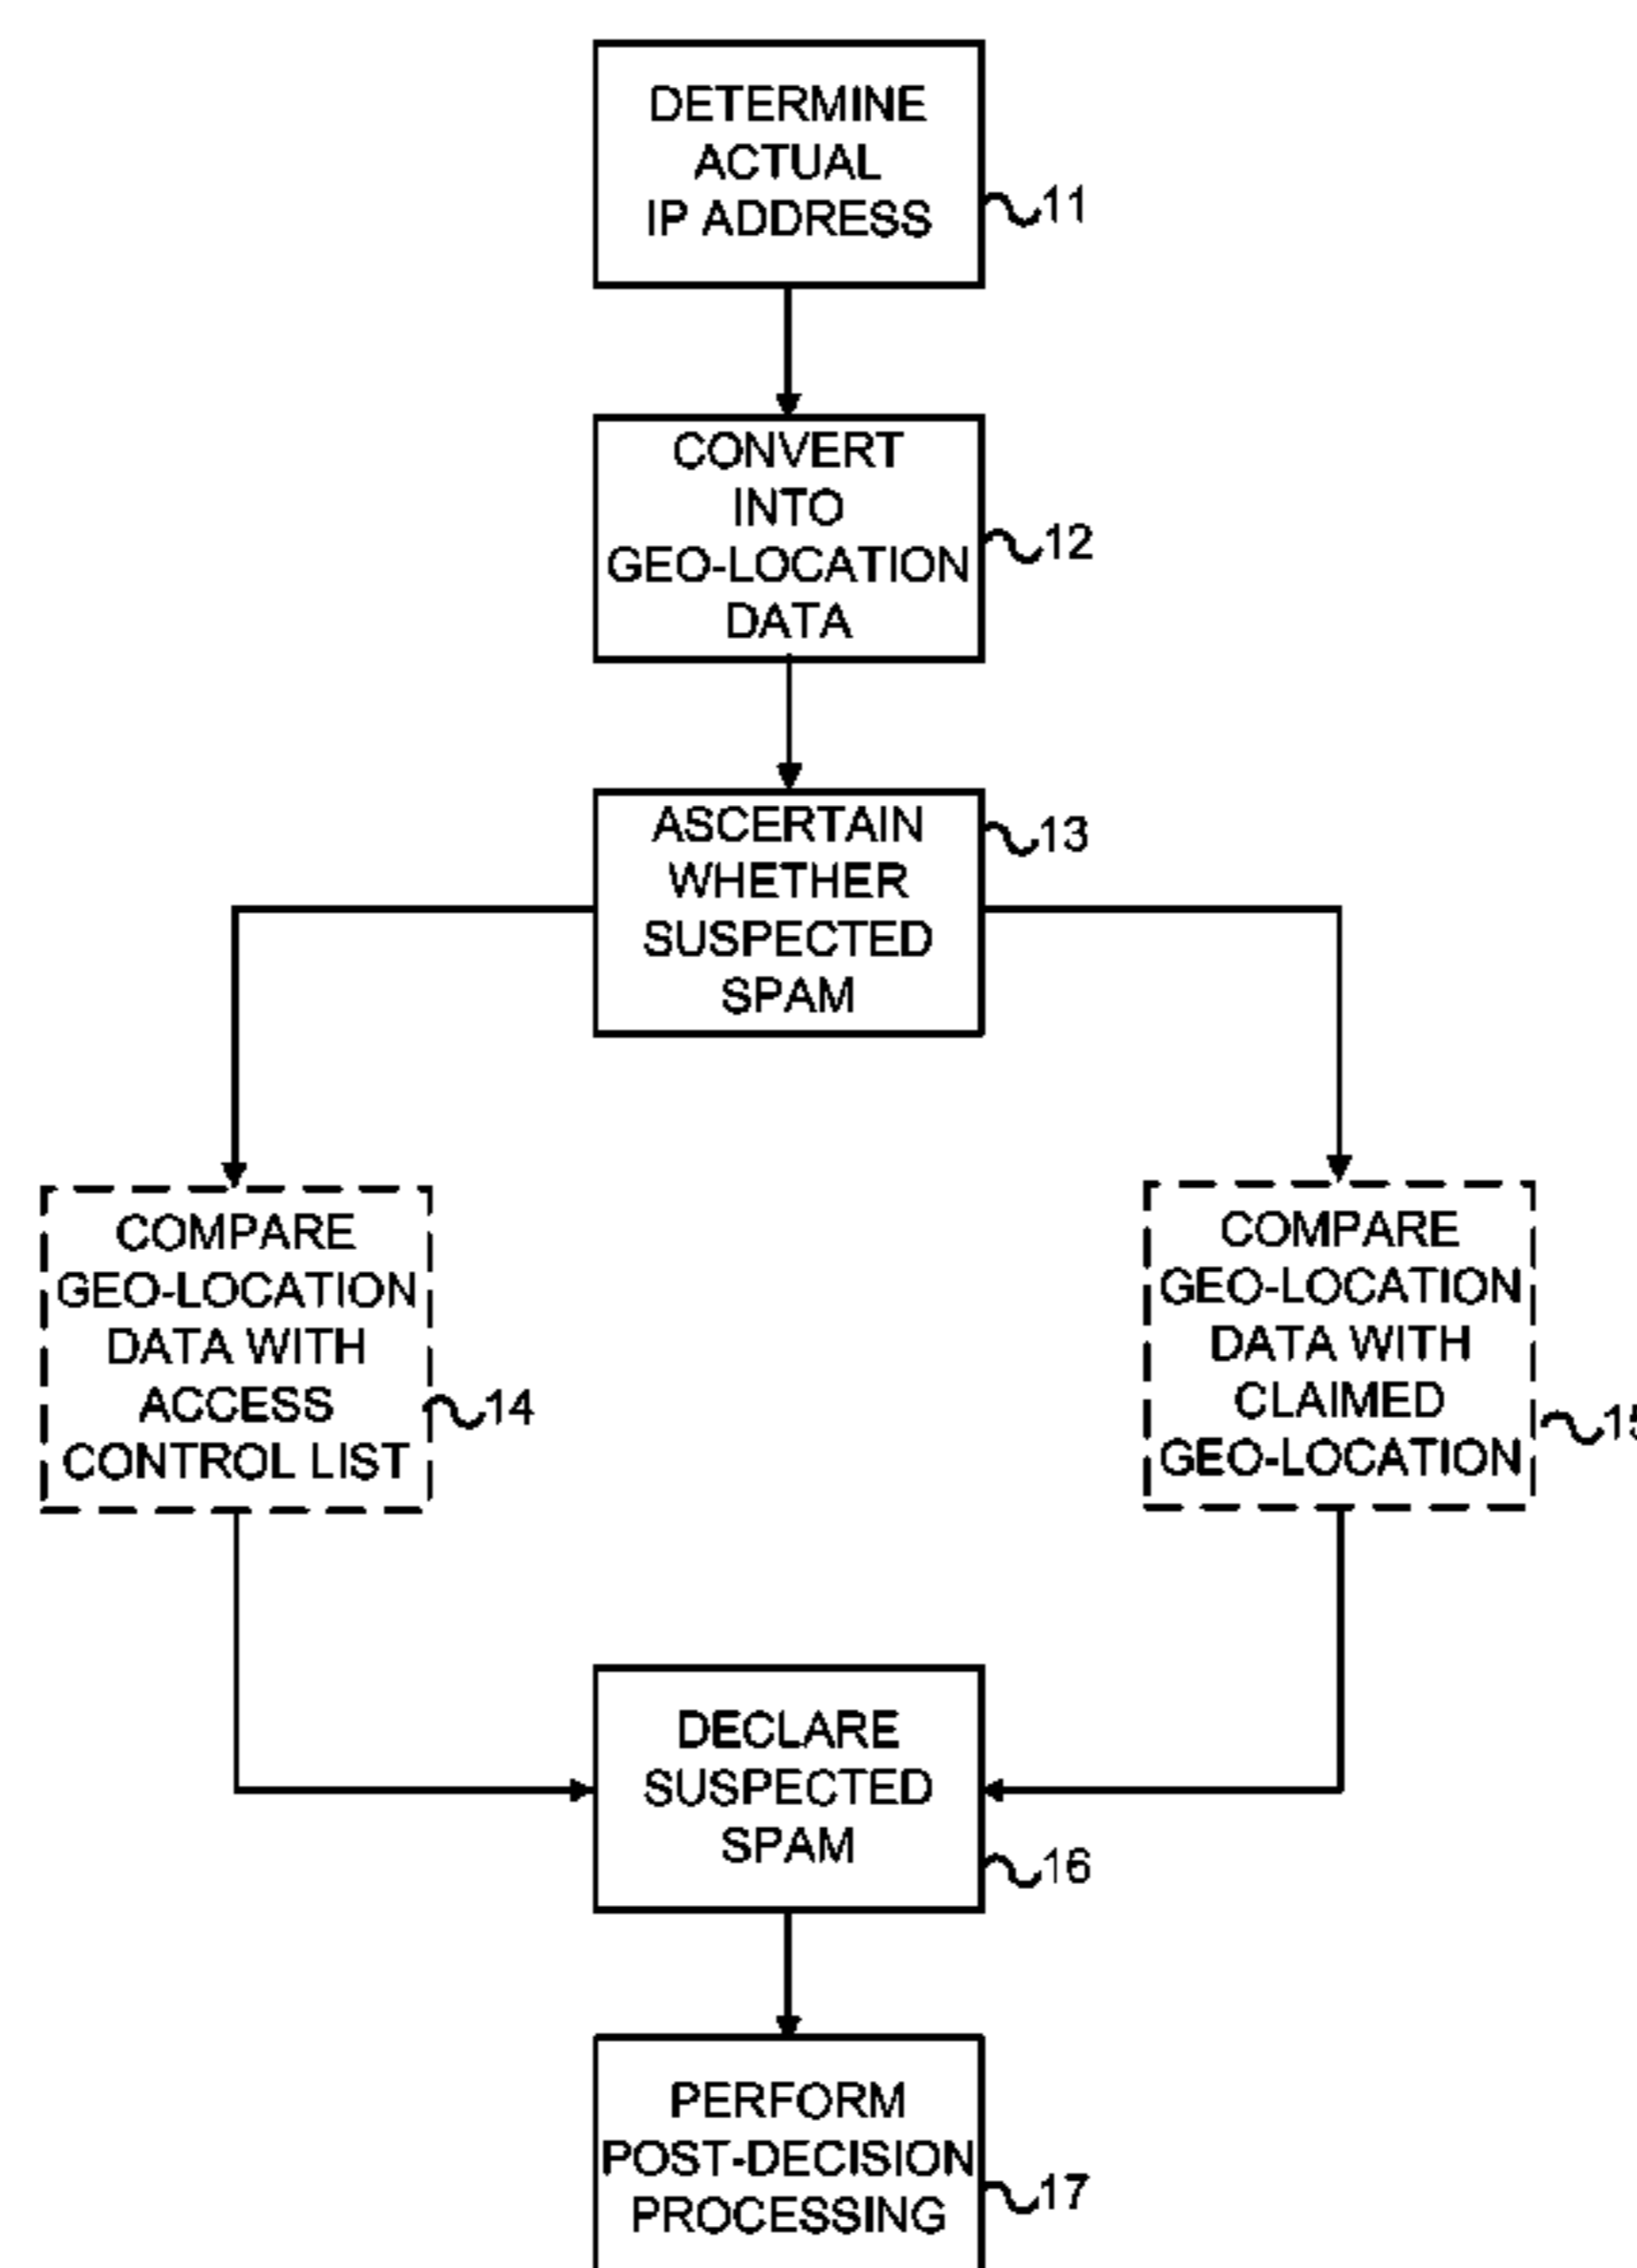 DETERMINE
ACTUAL
IP ADDRESS
11
CONVERT
INTO
GEO-LOCATION
DATA
12
ASCERTAIN
WHETHER
SUSPECTED
SPAM
13
COMPARE
GEO-LOCATION
DATA WITH
ACCESS
CONTROL LIST
14
COMPARE
GEO-LOCATION
DATA WITH
CLAIMED
GEO-LOCATION
15
DECLARE
SUSPECTED
SPAM
16
PERFORM
POST-DECISION
PROCESSING
17